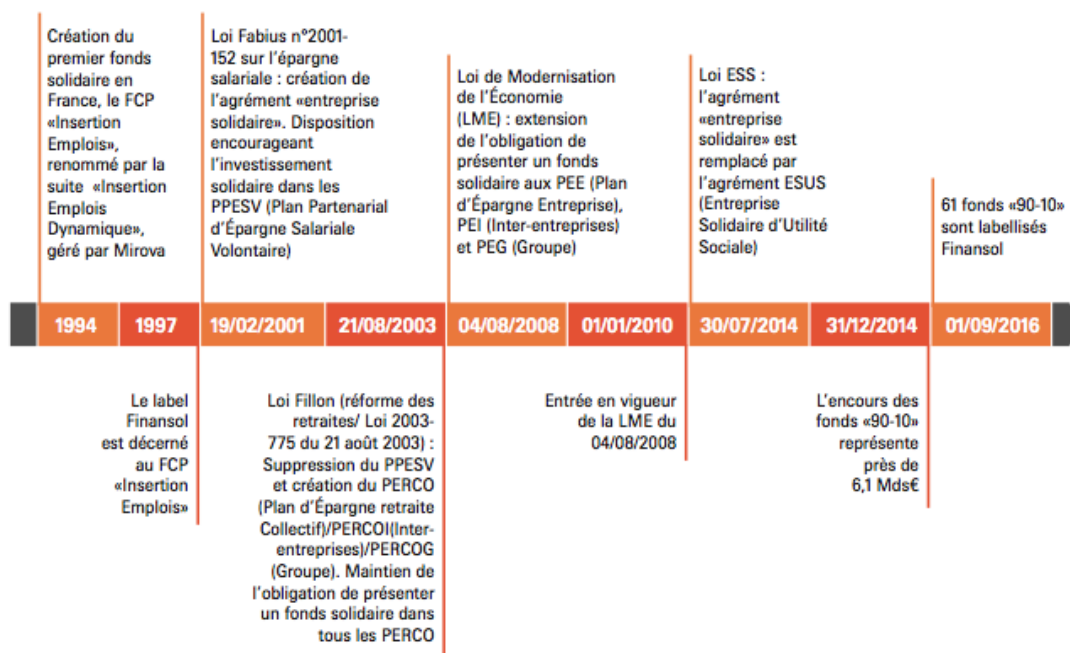 Création du
premier fonds
solidaire en
France, le FCP
«Insertion
Emplois»,
renommé par la
suite «Insertion
Emplois
Dynamique»,
géré par Mirova
Loi Fabius n°2001-
152 sur l'épargne
salariale : création de
l'agrément «entreprise
solidaire». Disposition
encourageant
l'investissement
solidaire dans les
PPESV (Plan Partenarial
d'Épargne Salariale
Volontaire)
Loi de Modernisation
de l'Économie
(LME) : extension
de l'obligation de
présenter un fonds
solidaire aux PEE (Plan
d'Épargne Entreprise),
PEI (Inter-entreprises)
et PEG (Groupe)
Loi ESS :
l'agrément
«entreprise
solidaire» est
remplacé par
l'agrément ESUS
(Entreprise
Solidaire d'Utilité
Sociale)
61 fonds «90-10»
sont labellisés
Finansol
1994 1997 19/02/2001 21/08/2003 04/08/2008 01/01/2010 30/07/2014 31/12/2014 01/09/2016
Le label
Finansol
est décerné
au FCP
«Insertion
Emplois»
Loi Fillon (réforme des
retraites/ Loi 2003-
775 du 21 août 2003) :
Suppression du PPESV
et création du PERCO
(Plan d'Épargne retraite
Collectif)/PERCOI(Inter-
entreprises)/PERCOG
(Groupe). Maintien de
l'obligation de présenter
un fonds solidaire dans
tous les PERCO
Entrée en vigueur
de la LME du
04/08/2008
L'encours des
fonds «90-10»
représente
près de
6,1 Mds€